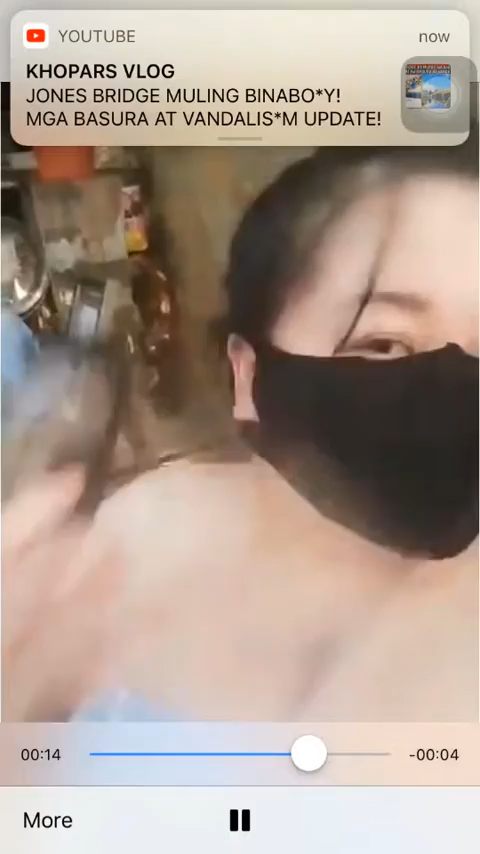 YOUTUBE
now
KHOPARS VLOG
JONES BRIDGE MULING BINABO*Y!
MGA BASURA AT VANDALIS*M UPDATE!
00:14
-00:04
More